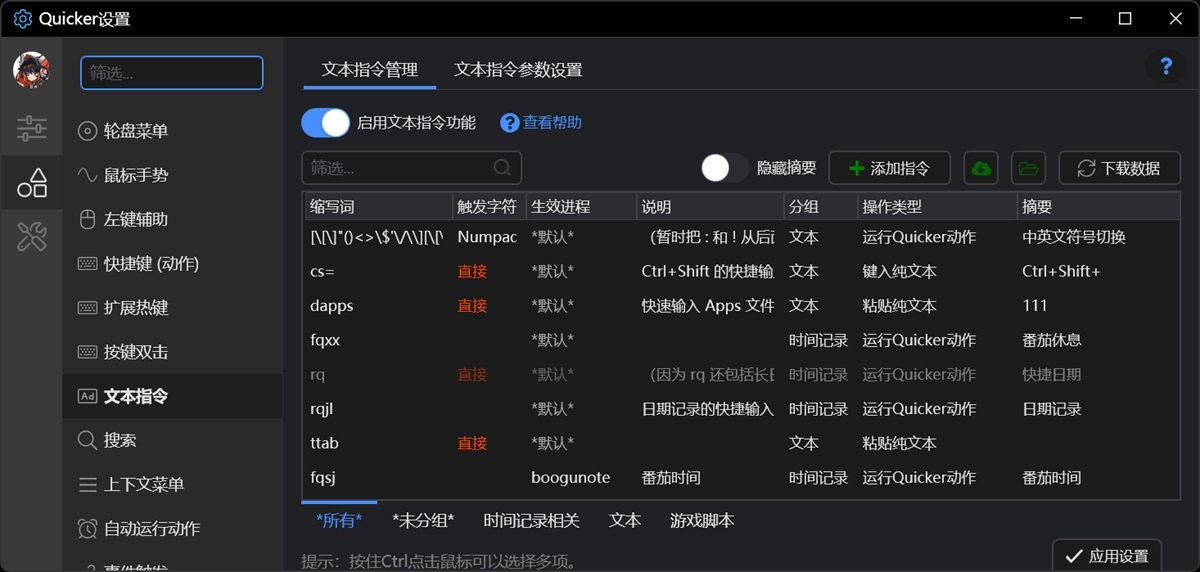 Quicker设置
筛选...
轮盘菜单
鼠标手势
左键辅助
快捷键 (动作)
扩展热键
按键双击
Ad 文本指令
搜索
上下文菜单
自动运行动作
文本指令管理 文本指令参数设置 ?
启用文本指令功能 ? 查看帮助
筛选... 隐藏摘要 添加指令 下载数据
缩写词 触发字符 生效进程 说明 分组 操作类型 摘要
Numpac *默认* （暂时把 : 和 ! 从后 文本 运行Quicker动作 中英文符号切换
cs= 直接 *默认* Ctrl+Shift 的快捷输 文本 键入纯文本 Ctrl+Shift+
dapps 直接 *默认* 快速输入 Apps 文件 文本 粘贴纯文本 111
fqxx *默认* 时间记录 运行Quicker动作 番茄休息
rq 直接 *默认* （因为 rq 还包括长 时间记录 运行Quicker动作 快捷日期
rqjl *默认* 日期记录的快捷输入 时间记录 运行Quicker动作 日期记录
ttab 直接 *默认* 文本 粘贴纯文本
fqsj boogunote 番茄时间 时间记录 运行Quicker动作 番茄时间
*所有* *未分组* 时间记录相关 文本 游戏脚本
提示：按住Ctrl点击鼠标可以选择多项。
应用设置